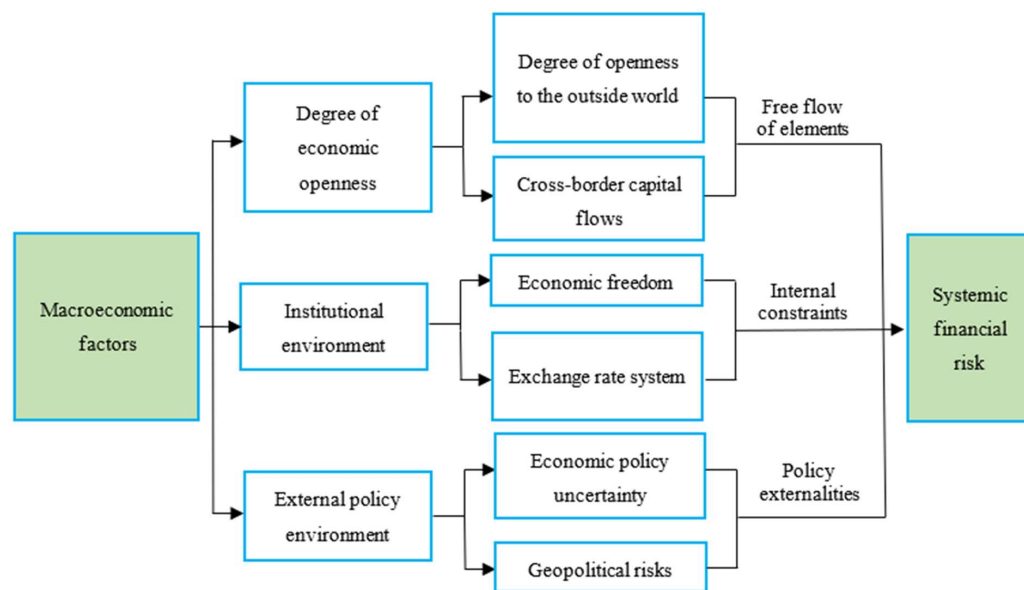 Macroeconomic
factors
Degree of
economic
openness
Institutional
environment
External policy
environment
Degree of openness
to the outside world
Cross-border capital
flows
Economic freedom
Exchange rate system
Economic policy
uncertainty
Geopolitical risks
Free flow
of elements
Internal
constraints
Policy
externalities
Systemic
financial
risk